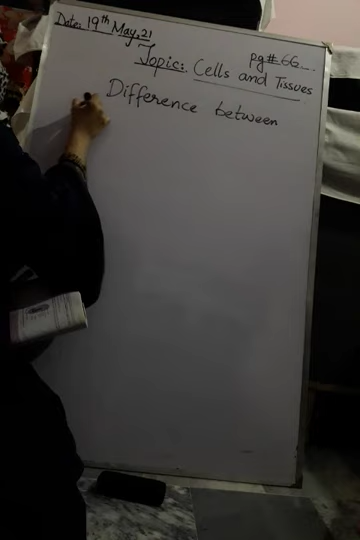 Date: 19th May, 21
pg#.66
Topic: Cells and Tissues
Difference between